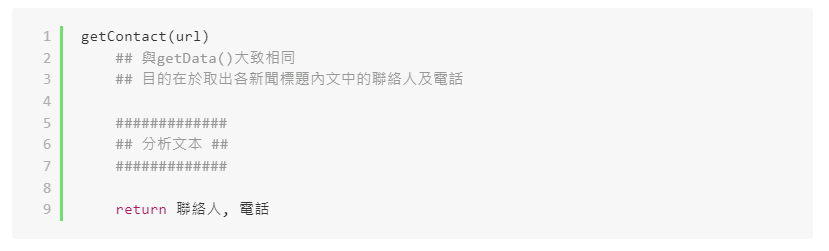 1 getContact(url)
2 ## 與getData()大致相同
3 ## 目的在於取出各新聞標題內文中的聯絡人及電話
4
5 #############
6 ## 分析文本 ##
7 #############
8
9 return 聯絡人, 電話